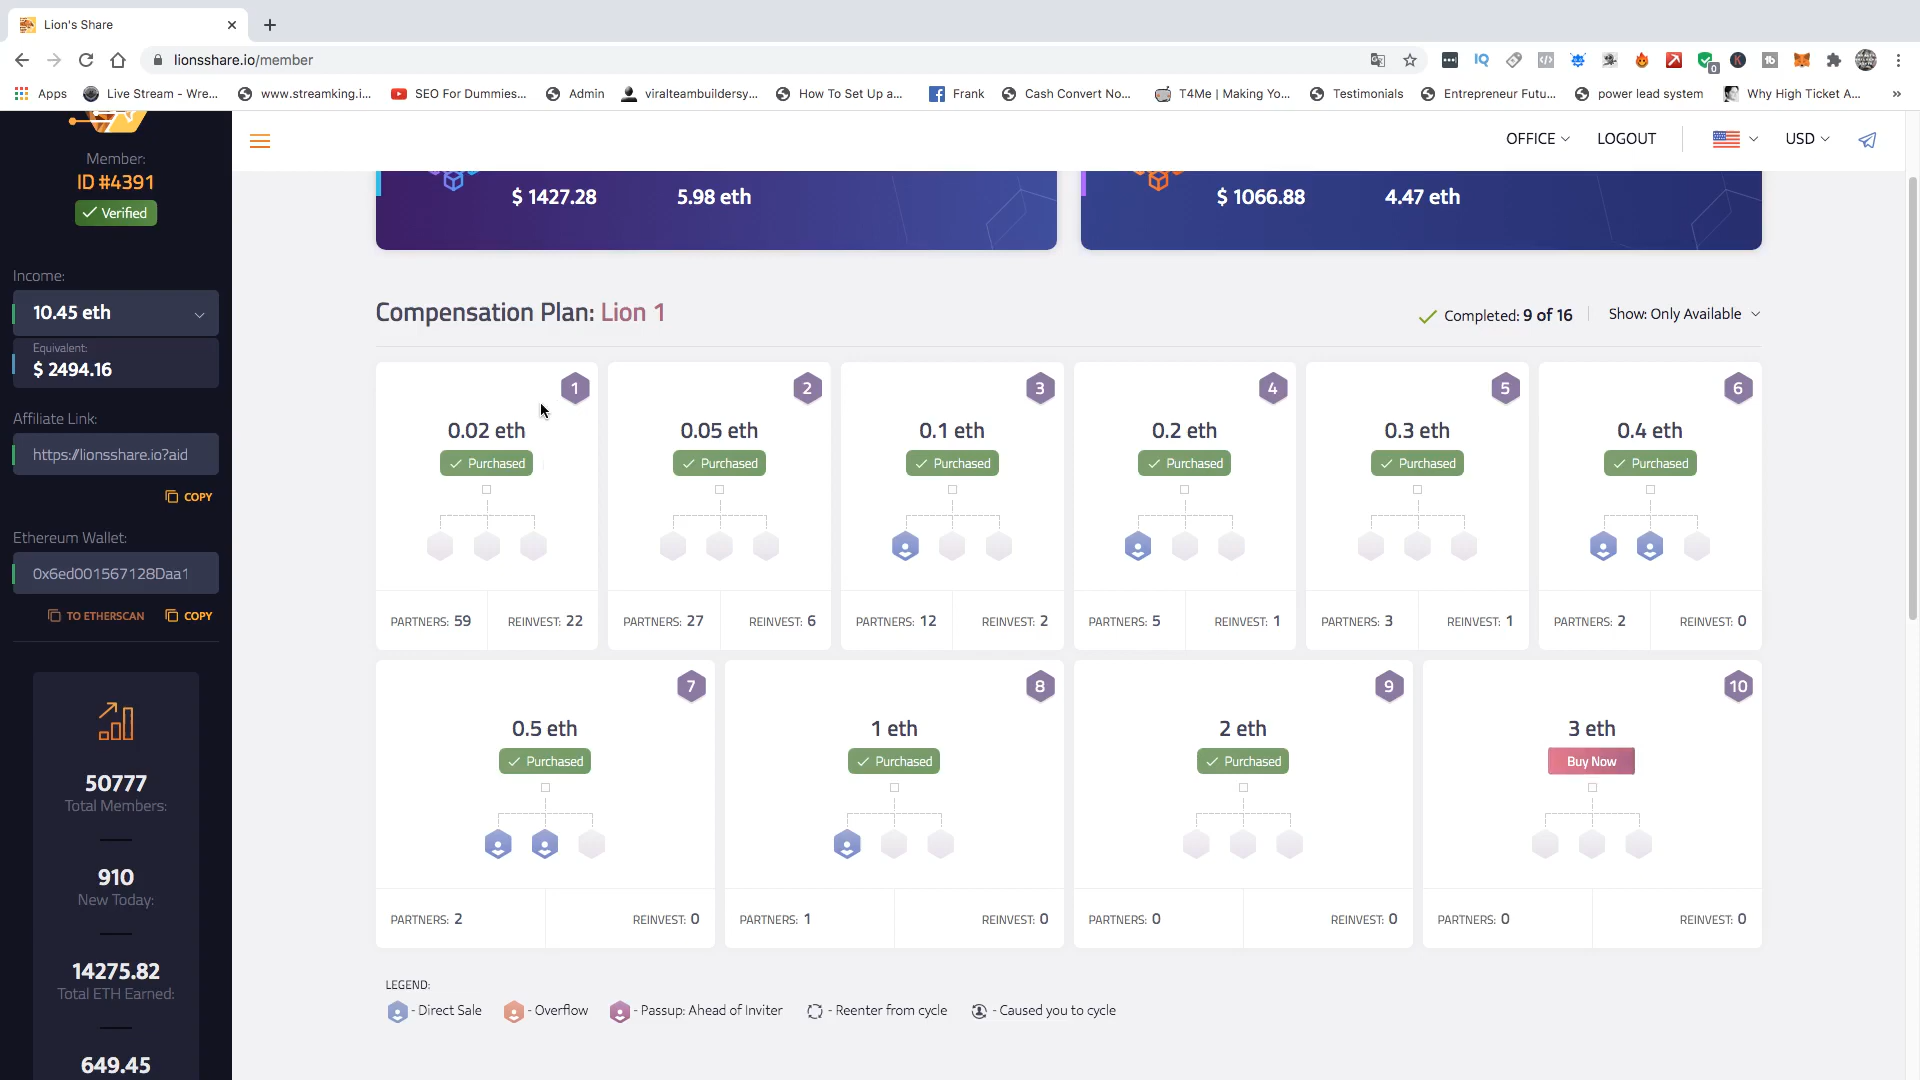 Lion's Share
lionsshare.io/member
0
Apps
Live Stream - Wre...
www.streamking.i...
SEO For Dummies...
Admin
viralteambuildersy...
How To Set Up a...
Frank
Cash Convert No...
T4Me | Making Yo...
Testimonials
Entrepreneur Futu...
power lead system
Why High Ticket A...
Member:
ID #4391
Verified
Income:
10.45 eth
Equivalent:
$ 2494.16
Affiliate Link:
https://lionsshare.io?aid
COPY
Ethereum Wallet:
0x6ed001567128Daa1
TO ETHERSCAN
COPY
50777
Total Members:
910
New Today:
14275.82
Total ETH Earned:
649.45
OFFICE
LOGOUT
USD
$ 1427.28
5.98 eth
$ 1066.88
4.47 eth
Compensation Plan: Lion 1
Completed: 9 of 16
Show: Only Available
1
0.02 eth
Purchased
PARTNERS: 59
REINVEST: 22
2
0.05 eth
Purchased
PARTNERS: 27
REINVEST: 6
3
0.1 eth
Purchased
PARTNERS: 12
REINVEST: 2
4
0.2 eth
Purchased
PARTNERS: 5
REINVEST: 1
5
0.3 eth
Purchased
PARTNERS: 3
REINVEST: 1
6
0.4 eth
Purchased
PARTNERS: 2
REINVEST: 0
7
0.5 eth
Purchased
PARTNERS: 2
REINVEST: 0
8
1 eth
Purchased
PARTNERS: 1
REINVEST: 0
9
2 eth
Purchased
PARTNERS: 0
REINVEST: 0
10
3 eth
Buy Now
PARTNERS: 0
REINVEST: 0
LEGEND:
- Direct Sale
- Overflow
- Passup: Ahead of Inviter
- Reenter from cycle
- Caused you to cycle